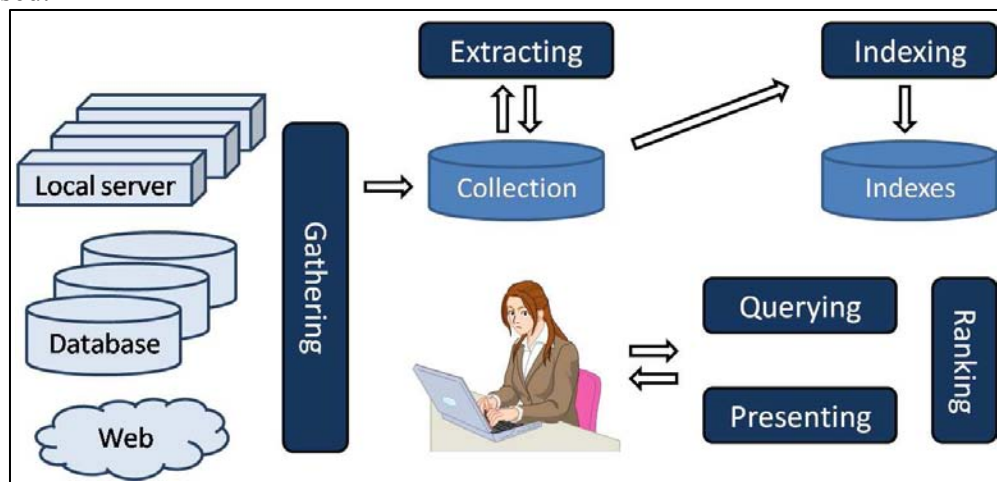 Extracting
Indexing
Local server
Gathering
Collection
Indexes
Database
Querying
Ranking
Presenting
Web